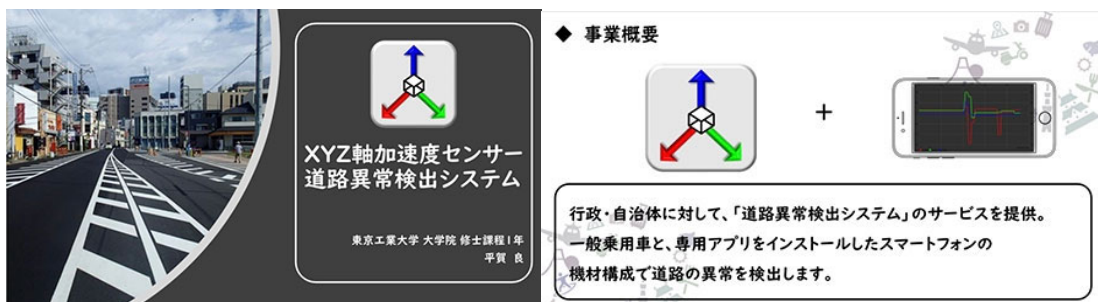 XYZ軸加速度センサー
道路異常検出システム
東京工業大学 大学院 修士課程1年
平賀 良
◆ 事業概要
+
行政・自治体に対して、「道路異常検出システム」のサービスを提供。
一般乗用車と、専用アプリをインストールしたスマートフォンの
機材構成で道路の異常を検出します。